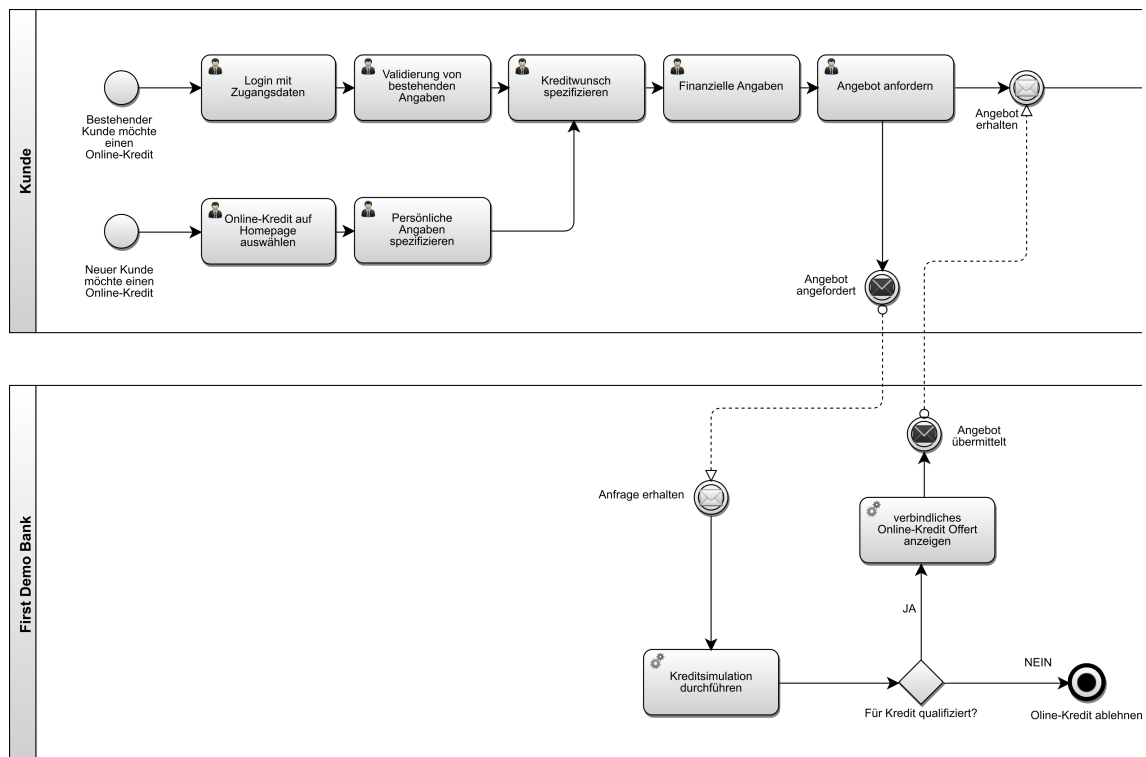 Kunde
Login mit
Zugangsdaten
Validierung von
bestehenden
Angaben
Kreditwunsch
spezifizieren
Finanzielle Angaben
Angebot anfordern
Angebot
erhalten
Bestehender
Kunde möchte
einen
Online-Kredit
Online-Kredit auf
Homepage
auswählen
Persönliche
Angaben
spezifizieren
Neuer Kunde
möchte einen
Online-Kredit
Angebot
angefordert
First Demo Bank
Angebot
übermittelt
Anfrage erhalten
verbindliches
Online-Kredit Offert
anzeigen
JA
Kreditsimulation
durchführen
NEIN
Für Kredit qualifiziert?
Oline-Kredit ablehnen